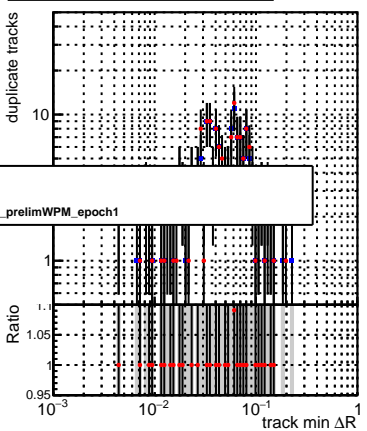 duplicate tracks
10
_prelimWPM_epoch1
1
Ratio
1.1
1.05
1
0.95
10⁻³ 10⁻² 10⁻¹ 1
track min ΔR